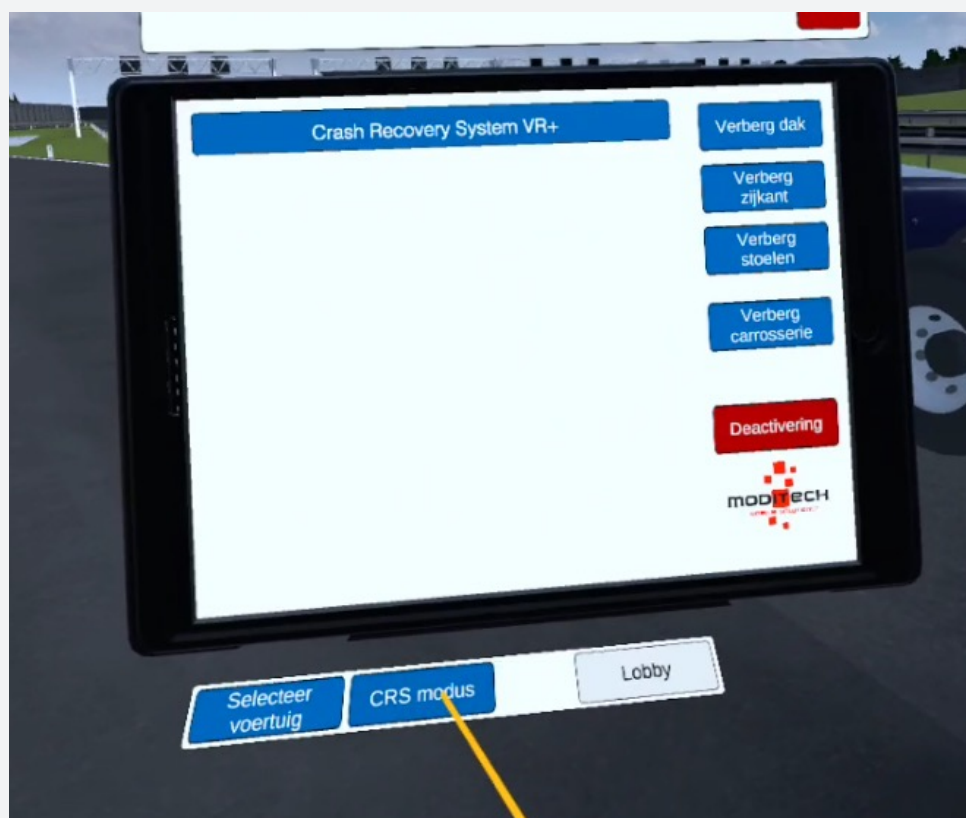 Crash Recovery System VR+
Verberg dak
Verberg
zijkant
Verberg
stoelen
Verberg
carrosserie
Deactivering
MODITECH
Selecteer
voertuig
CRS modus
Lobby